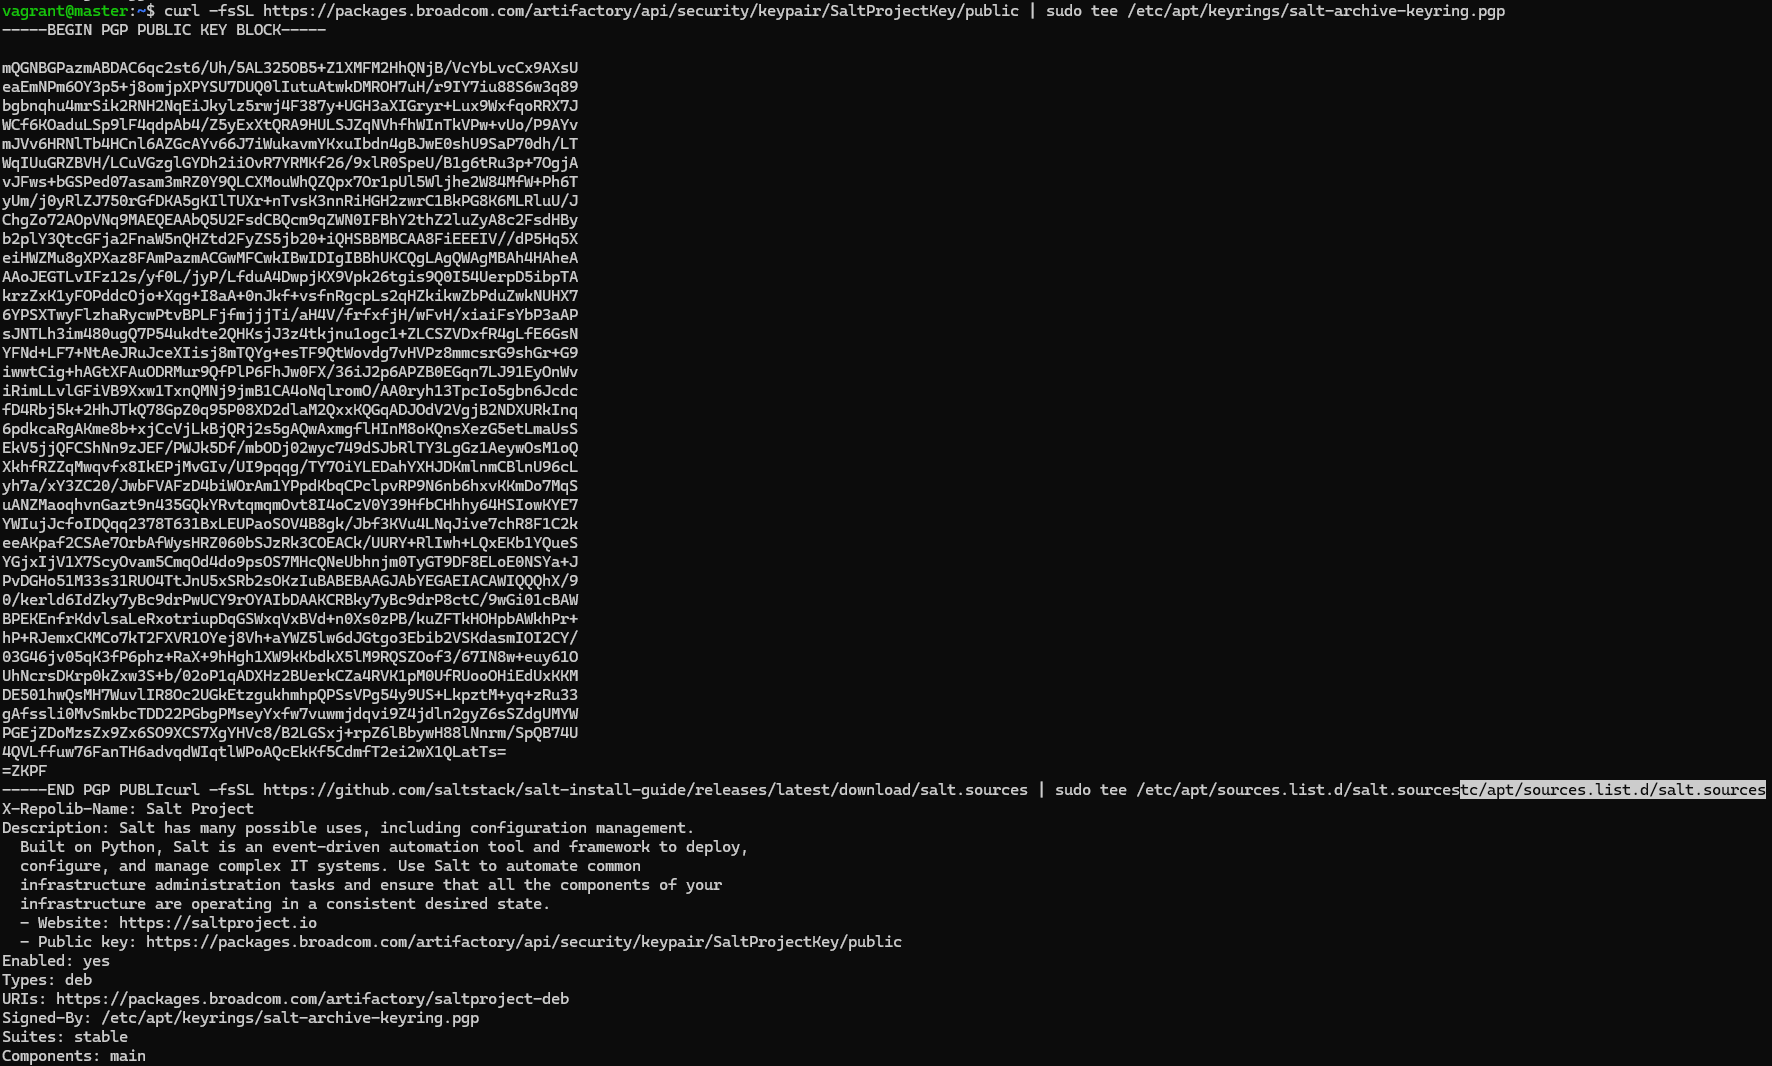 vagrant@master:~$ curl -fsSL https://packages.broadcom.com/artifactory/api/security/keypair/SaltProjectKey/public | sudo tee /etc/apt/keyrings/salt-archive-keyring.pgp
-----BEGIN PGP PUBLIC KEY BLOCK-----

mQGNBGPazmABDAC6qc2st6/Uh/5AL325OB5+Z1XMFM2HhQNjB/VcYbLvcCx9AXsU
eaEmNPm6OY3p5+j8omjpXPYSU7DUQ0lIutuAtwkDMROH7uH/r9IY7iu88S6w3q89
bgbnqhu4mrSik2RNH2NqEiJkylz5rwj4F387y+UGH3aXIGryr+Lux9WxfqoRRX7J
WCf6KOaduLSp9lF4qdpAb4/Z5yExXtQRA9HULSJZqNVhfhWInTkVPw+vUo/P9AYv
mJVv6HRNlTb4HCnl6AZGcAYv66J7iWukavmYKxuIbdn4gBJwE0shU9SaP70dh/LT
WqIUuGRZBVH/LCuVGzglGYDh2iiOvR7YRMKf26/9xlR0SpeU/B1g6tRu3p+7OgjA
vJFws+bGSPed07asam3mRZ0Y9QLCXMouWhQZQpx7Or1pUl5Wljhe2W84MfW+Ph6T
yUm/j0yRlZJ750rGfDKA5gKIlTUXr+nTvsK3nnRiHGH2zwrC1BkPG8K6MLRluU/J
ChgZo72AOpVNq9MAEQEAAbQ5U2FsdCBQcm9qZWN0IFBhY2thZ2luZyA8c2FsdHBy
b2plY3QtcGFja2FnaW5nQHZtd2FyZS5jb20+iQHSBBMBCAA8FiEEEIV//dP5Hq5X
eiHWZMu8gXPXaz8FAmPazmACGwMFCwkIBwIDIgIBBhUKCQgLAgQWAgMBAh4HAheA
AAoJEGTLvIFz12s/yf0L/jyP/LfduA4DwpjKX9Vpk26tgis9Q0I54UerpD5ibpTA
krzZxK1yFOPddcOjo+Xqg+I8aA+0nJkf+vsfnRgcpLs2qHZkikwZbPduZwkNUHX7
6YPSXTwyFlzhaRycwPtvBPLFjfmjjjTi/aH4V/frfxfjH/wFvH/xiaiFsYbP3aAP
sJNTLh3im480ugQ7P54ukdte2QHKsjJ3z4tkjnu1ogc1+ZLCSZVDxfR4gLfE6GsN
YFNd+LF7+NtAeJRuJceXIisj8mTQYg+esTF9QtWovdg7vHVPz8mmcsrG9shGr+G9
iwwtCig+hAGtXFAuODRMur9QfPlP6FhJw0FX/36iJ2p6APZB0EGqn7LJ91EyOnWv
iRimLLvlGFiVB9Xxw1TxnQMNj9jmB1CA4oNqlromO/AA0ryh13TpcIo5gbn6Jcdc
fD4Rbj5k+2HhJTkQ78GpZ0q95P08XD2dlaM2QxxKQGqADJOdV2VgjB2NDXURkInq
6pdkcaRgAKme8b+xjCcVjLkBjQRj2s5gAQwAxmgflHInM8oKQnsXezG5etLmaUsS
EkV5jjQFCShNn9zJEF/PWJk5Df/mbODj02wyc749dSJbRlTY3LgGz1AeywOsM1oQ
XkhfRZZqMwqvfx8IkEPjMvGIv/UI9pqqg/TY7OiYLEDahYXHJDKmlnmCBlnU96cL
yh7a/xY3ZC20/JwbFVAFzD4biWOrAm1YPpdKbqCPclpvRP9N6nb6hxvKKmDo7MqS
uANZMaoqhvnGazt9n435GQkYRvtqmqmOvt8I4oCzV0Y39HfbCHhhy64HSIowKYE7
YWIujJcfoIDQqq2378T631BxLEUPaoSOV4B8gk/Jbf3KVu4LNqJive7chR8F1C2k
eeAKpaf2CSAe7OrbAfWysHRZ060bSJzRk3COEACk/UURY+RlIwh+LQxEKb1YQueS
YGjxIjV1X7ScyOvam5CmqOd4do9psOS7MHcQNeUbhnjm0TyGT9DF8ELoE0NSYa+J
PvDGHo51M33s31RUO4TtJnU5xSRb2sOKzIuBABEBAAGJAbYEGAEIACAWIQQQhX/9
0/kerld6IdZky7yBc9drPwUCY9rOYAIbDAAKCRBky7yBc9drP8ctC/9wGi01cBAW
BPEKEnfrKdvlsaLeRxotriupDqGSWxqVxBVd+n0Xs0zPB/kuZFTkHOHpbAWkhPr+
hP+RJemxCKMCo7kT2FXVR1OYej8Vh+aYWZ5lw6dJGtgo3Ebib2VSKdasmIOI2CY/
03G46jv05qK3fP6phz+RaX+9hHgh1XW9kKbdkX5lM9RQSZOof3/67IN8w+euy61O
UhNcrsDKrp0kZxw3S+b/02oP1qADXHz2BUerkCZa4RVK1pM0UfRUooOHiEdUxKKM
DE501hwQsMH7WuvlIR8Oc2UGkEtzgukhmhpQPSsVPg54y9US+LkpztM+yq+zRu33
gAfssli0MvSmkbcTDD22PGbgPMseyYxfw7vuwmjdqvi9Z4jdln2gyZ6sSZdgUMYW
PGEjZDoMzsZx9Zx6SO9XCS7XgYHVc8/B2LGSxj+rpZ6lBbywH88lNnrm/SpQB74U
4QVLffuw76FanTH6advqdWIqtlWPoAQcEkKf5CdmfT2ei2wX1QLatTs=
=ZKPF
-----END PGP PUBLIcurl -fsSL https://github.com/saltstack/salt-install-guide/releases/latest/download/salt.sources | sudo tee /etc/apt/sources.list.d/salt.sourcestc/apt/sources.list.d/salt.sources
X-Repolib-Name: Salt Project
Description: Salt has many possible uses, including configuration management.
  Built on Python, Salt is an event-driven automation tool and framework to deploy,
  configure, and manage complex IT systems. Use Salt to automate common
  infrastructure administration tasks and ensure that all the components of your
  infrastructure are operating in a consistent desired state.
  - Website: https://saltproject.io
  - Public key: https://packages.broadcom.com/artifactory/api/security/keypair/SaltProjectKey/public
Enabled: yes
Types: deb
URIs: https://packages.broadcom.com/artifactory/saltproject-deb
Signed-By: /etc/apt/keyrings/salt-archive-keyring.pgp
Suites: stable
Components: main